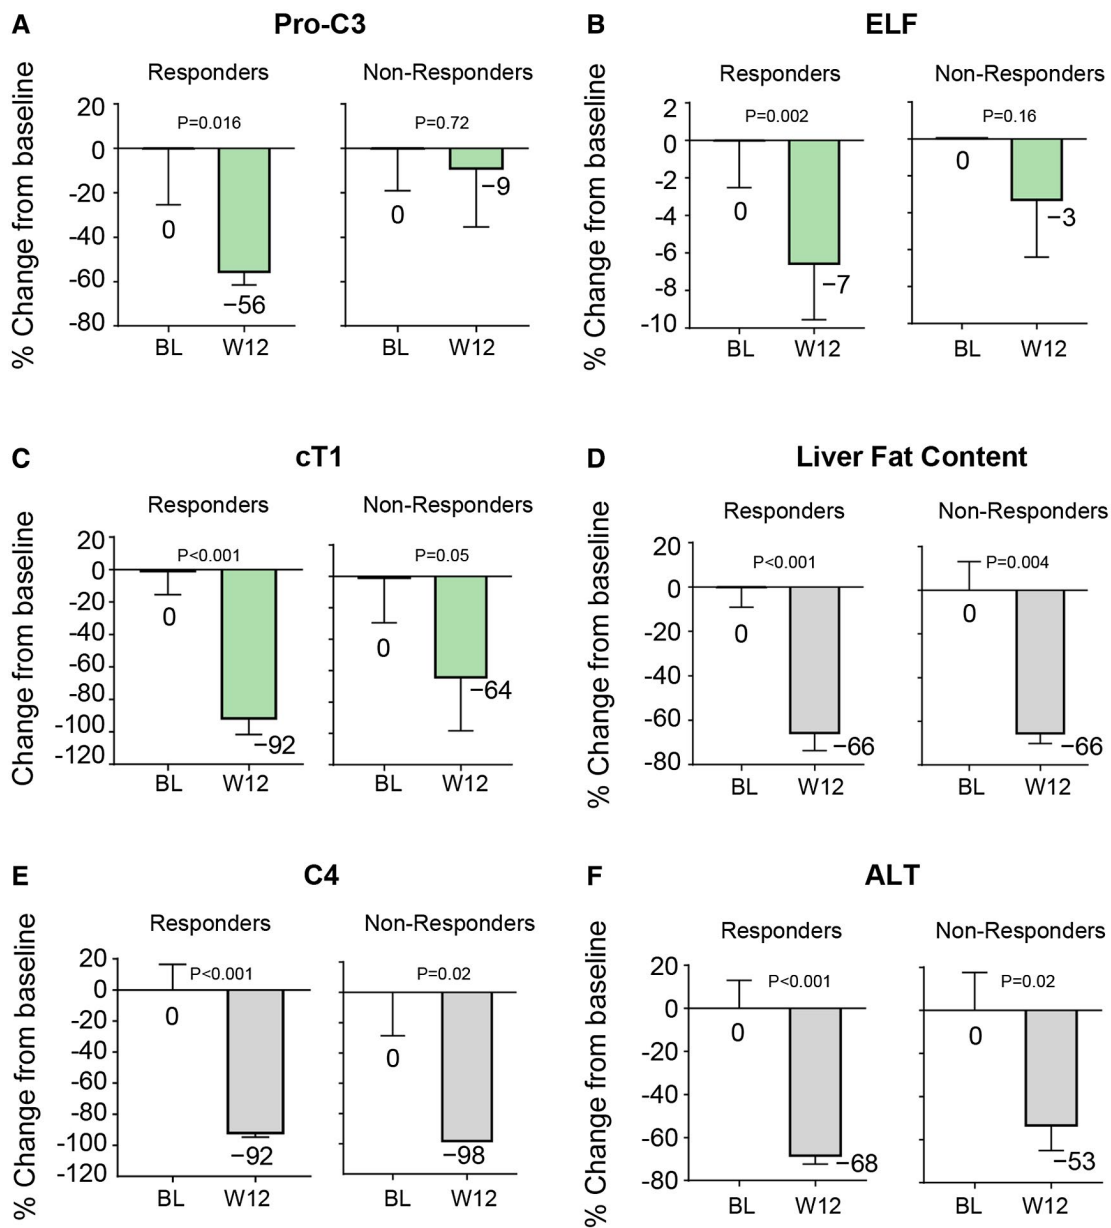 A
Pro-C3
Responders
Non-Responders
% Change from baseline
20
0
-20
-40
-60
-80
P=0.016
0
−56
BL
W12
P=0.72
0
−9
BL
W12
B
ELF
Responders
Non-Responders
% Change from baseline
2
0
-2
-4
-6
-8
-10
P=0.002
0
−7
BL
W12
P=0.16
0
−3
BL
W12
C
cT1
Responders
Non-Responders
Change from baseline
20
0
-20
-40
-60
-80
-100
-120
P<0.001
0
−92
BL
W12
P=0.05
0
−64
BL
W12
D
Liver Fat Content
Responders
Non-Responders
% Change from baseline
20
0
-20
-40
-60
-80
P<0.001
0
−66
BL
W12
P=0.004
0
−66
BL
W12
E
C4
Responders
Non-Responders
% Change from baseline
20
0
-20
-40
-60
-80
-100
-120
P<0.001
0
−92
BL
W12
P=0.02
0
−98
BL
W12
F
ALT
Responders
Non-Responders
% Change from baseline
20
0
-20
-40
-60
-80
P<0.001
0
−68
BL
W12
P=0.02
0
−53
BL
W12